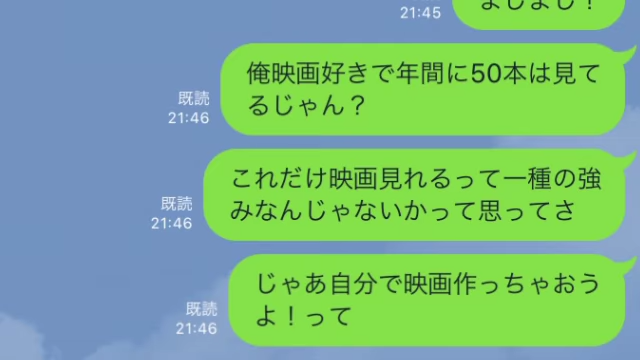 よしよし!
21:45
俺映画好きで年間に50本は見て
るじゃん?
既読
21:46
これだけ映画見れるって一種の強
みなんじゃないかって思ってさ
既読
21:46
じゃあ自分で映画作っちゃおう
よ!って
既読
21:46